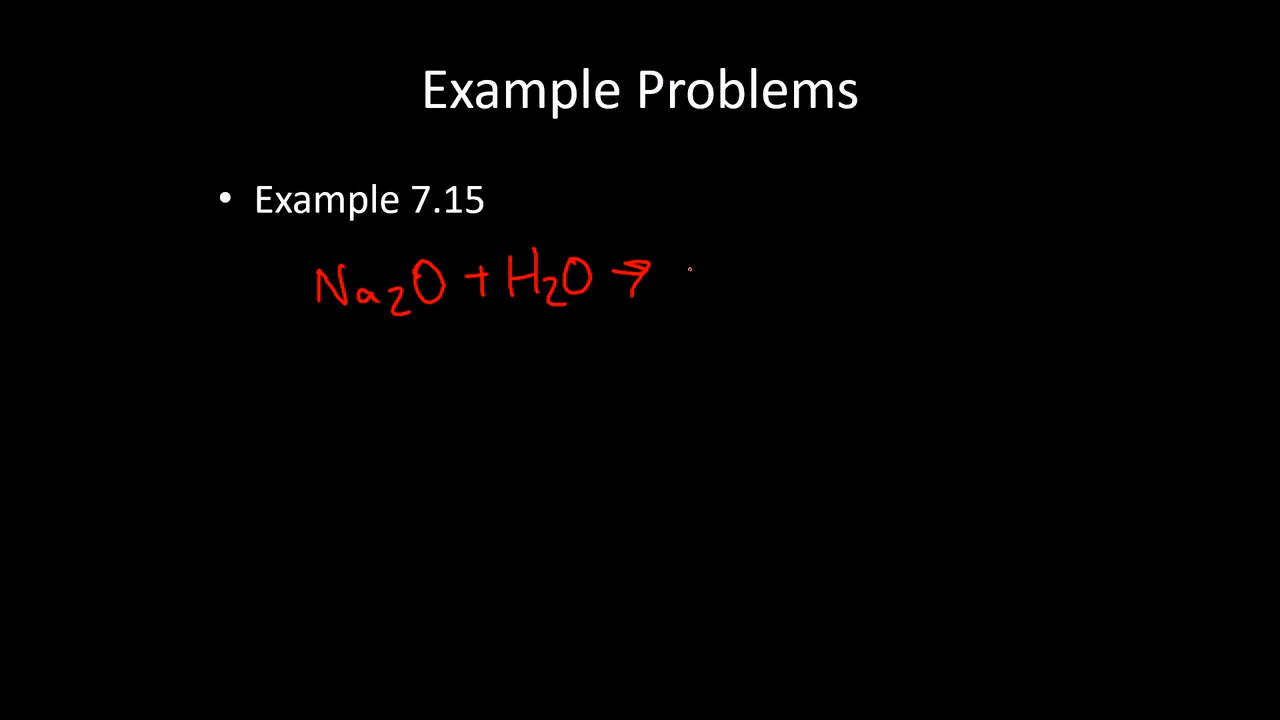 Example Problems
• Example 7.15
Na₂O + H₂O →